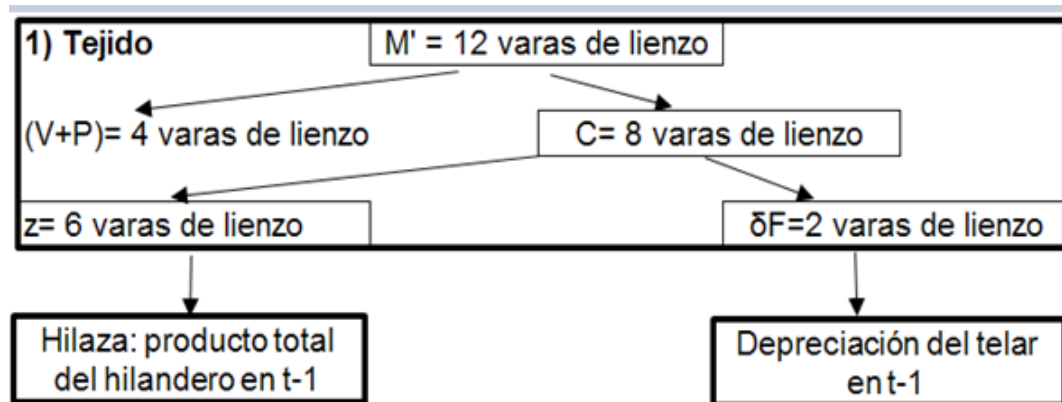 1) Tejido
M' = 12 varas de lienzo
(V+P)= 4 varas de lienzo
C= 8 varas de lienzo
z= 6 varas de lienzo
δF=2 varas de lienzo
Hilaza: producto total
del hilandero en t-1
Depreciación del telar
en t-1